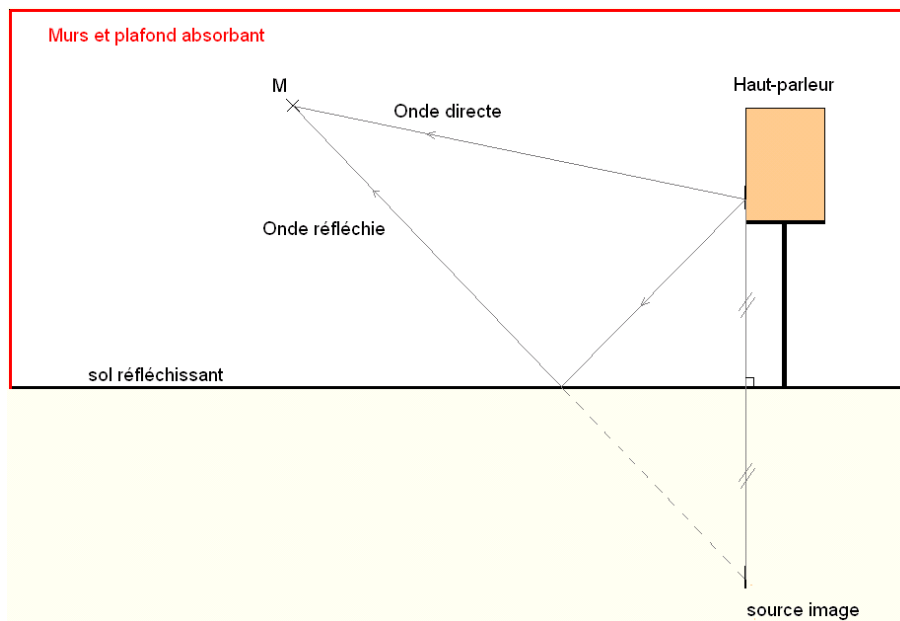 Murs et plafond absorbant
M
Haut-parleur
Onde directe
Onde réfléchie
sol réfléchissant
source image